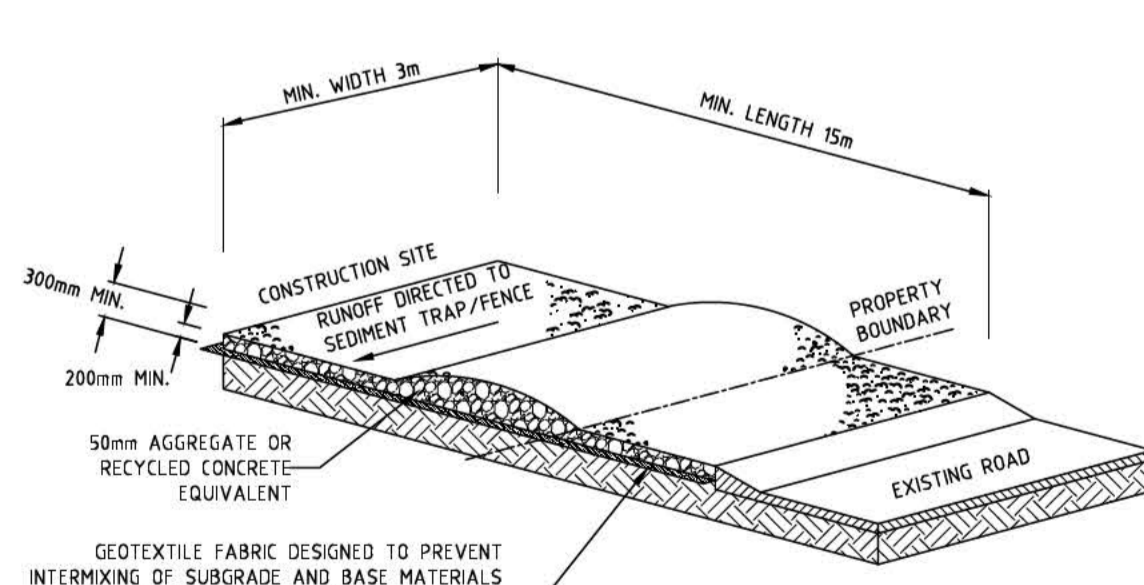 MIN. WIDTH 3m
MIN. LENGTH 15m
300mm MIN.
200mm MIN.
CONSTRUCTION SITE
RUNOFF DIRECTED TO
SEDIMENT TRAP/FENCE
PROPERTY
BOUNDARY
50mm AGGREGATE OR
RECYCLED CONCRETE
EQUIVALENT
EXISTING ROAD
GEOTEXTILE FABRIC DESIGNED TO PREVENT
INTERMIXING OF SUBGRADE AND BASE MATERIALS